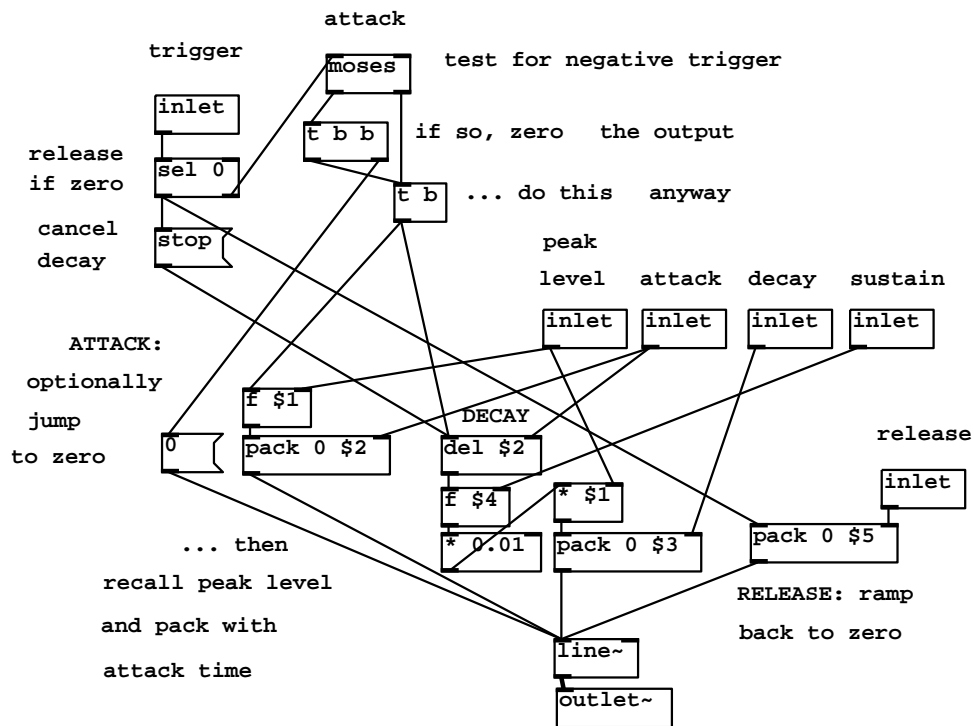 attack
trigger
moses
test for negative trigger
inlet
t b b
if so, zero the output
release
if zero
sel 0
t b
... do this anyway
cancel
decay
stop
peak
level
attack
decay
sustain
inlet
inlet
inlet
inlet
ATTACK:
optionally
jump
to zero
f $1
DECAY
0
pack 0 $2
del $2
release
inlet
f $4
* $1
* 0.01
pack 0 $3
pack 0 $5
... then
recall peak level
and pack with
attack time
RELEASE: ramp
back to zero
line~
outlet~